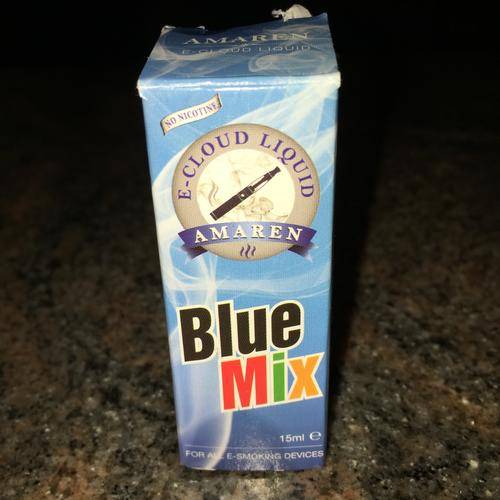 AMAREN
E-CLOUD LIQUID
NO NICOTINE
E-CLOUD LIQUID
AMAREN
Blue
Mix
15ml ℮
FOR ALL E-SMOKING DEVICES